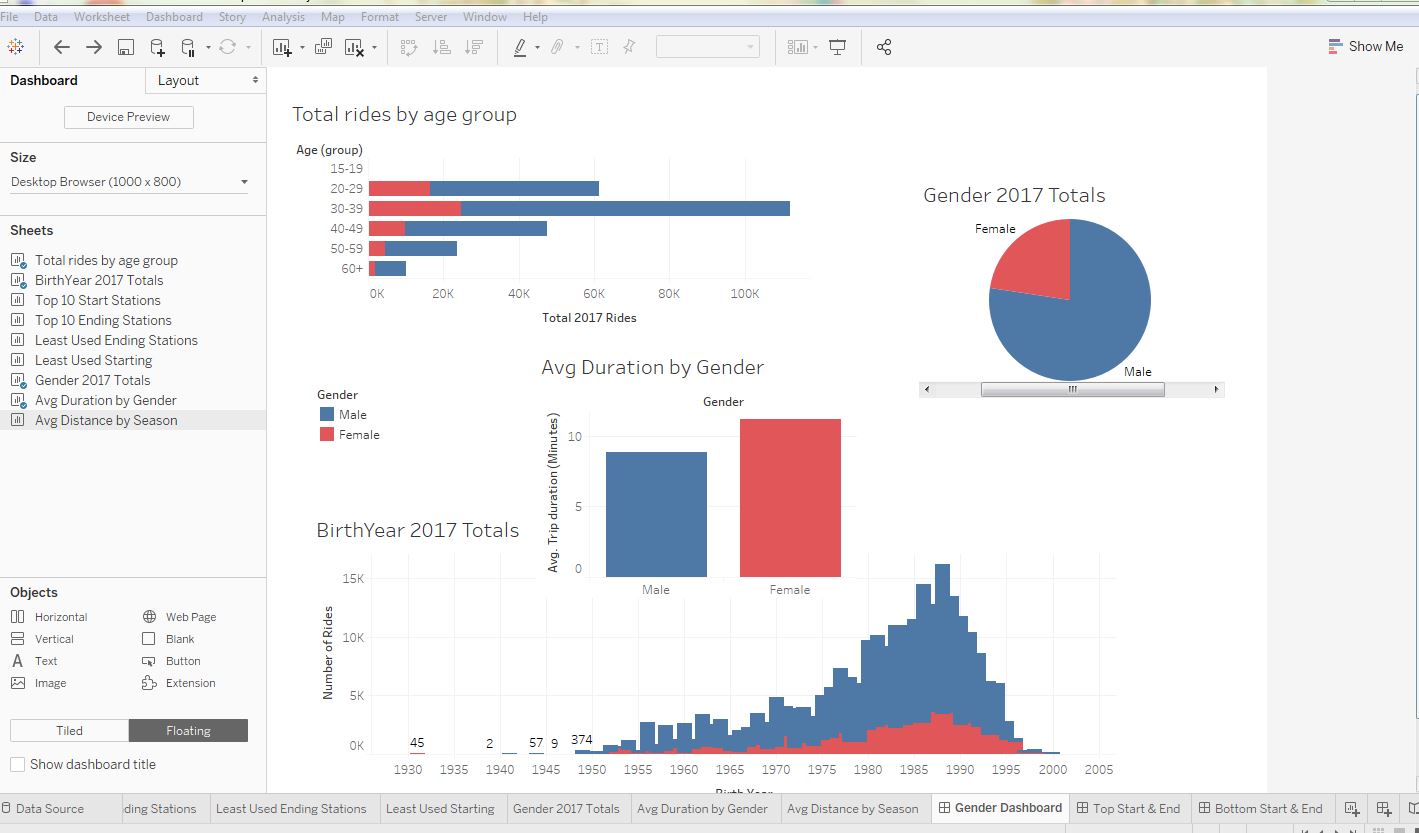 File Data Worksheet Dashboard Story Analysis Map Format Server Window Help
Show Me
Dashboard Layout
Device Preview
Size
Desktop Browser (1000 x 800)
Sheets
Total rides by age group
BirthYear 2017 Totals
Top 10 Start Stations
Top 10 Ending Stations
Least Used Ending Stations
Least Used Starting
Gender 2017 Totals
Avg Duration by Gender
Avg Distance by Season
Objects
Horizontal Web Page
Vertical Blank
Text Button
Image Extension
Tiled Floating
Show dashboard title
Total rides by age group
Age (group)
15-19
20-29
30-39
40-49
50-59
60+
0K 20K 40K 60K 80K 100K
Total 2017 Rides
Gender 2017 Totals
Female
Male
Gender
Male
Female
Avg Duration by Gender
Gender
Avg. Trip duration (Minutes)
10
5
0
Male Female
BirthYear 2017 Totals
Number of Rides
15K
10K
5K
0K
45 2 57 9 374
1930 1935 1940 1945 1950 1955 1960 1965 1970 1975 1980 1985 1990 1995 2000 2005
Birth Year
Data Source ding Stations Least Used Ending Stations Least Used Starting Gender 2017 Totals Avg Duration by Gender Avg Distance by Season Gender Dashboard Top Start & End Bottom Start & End